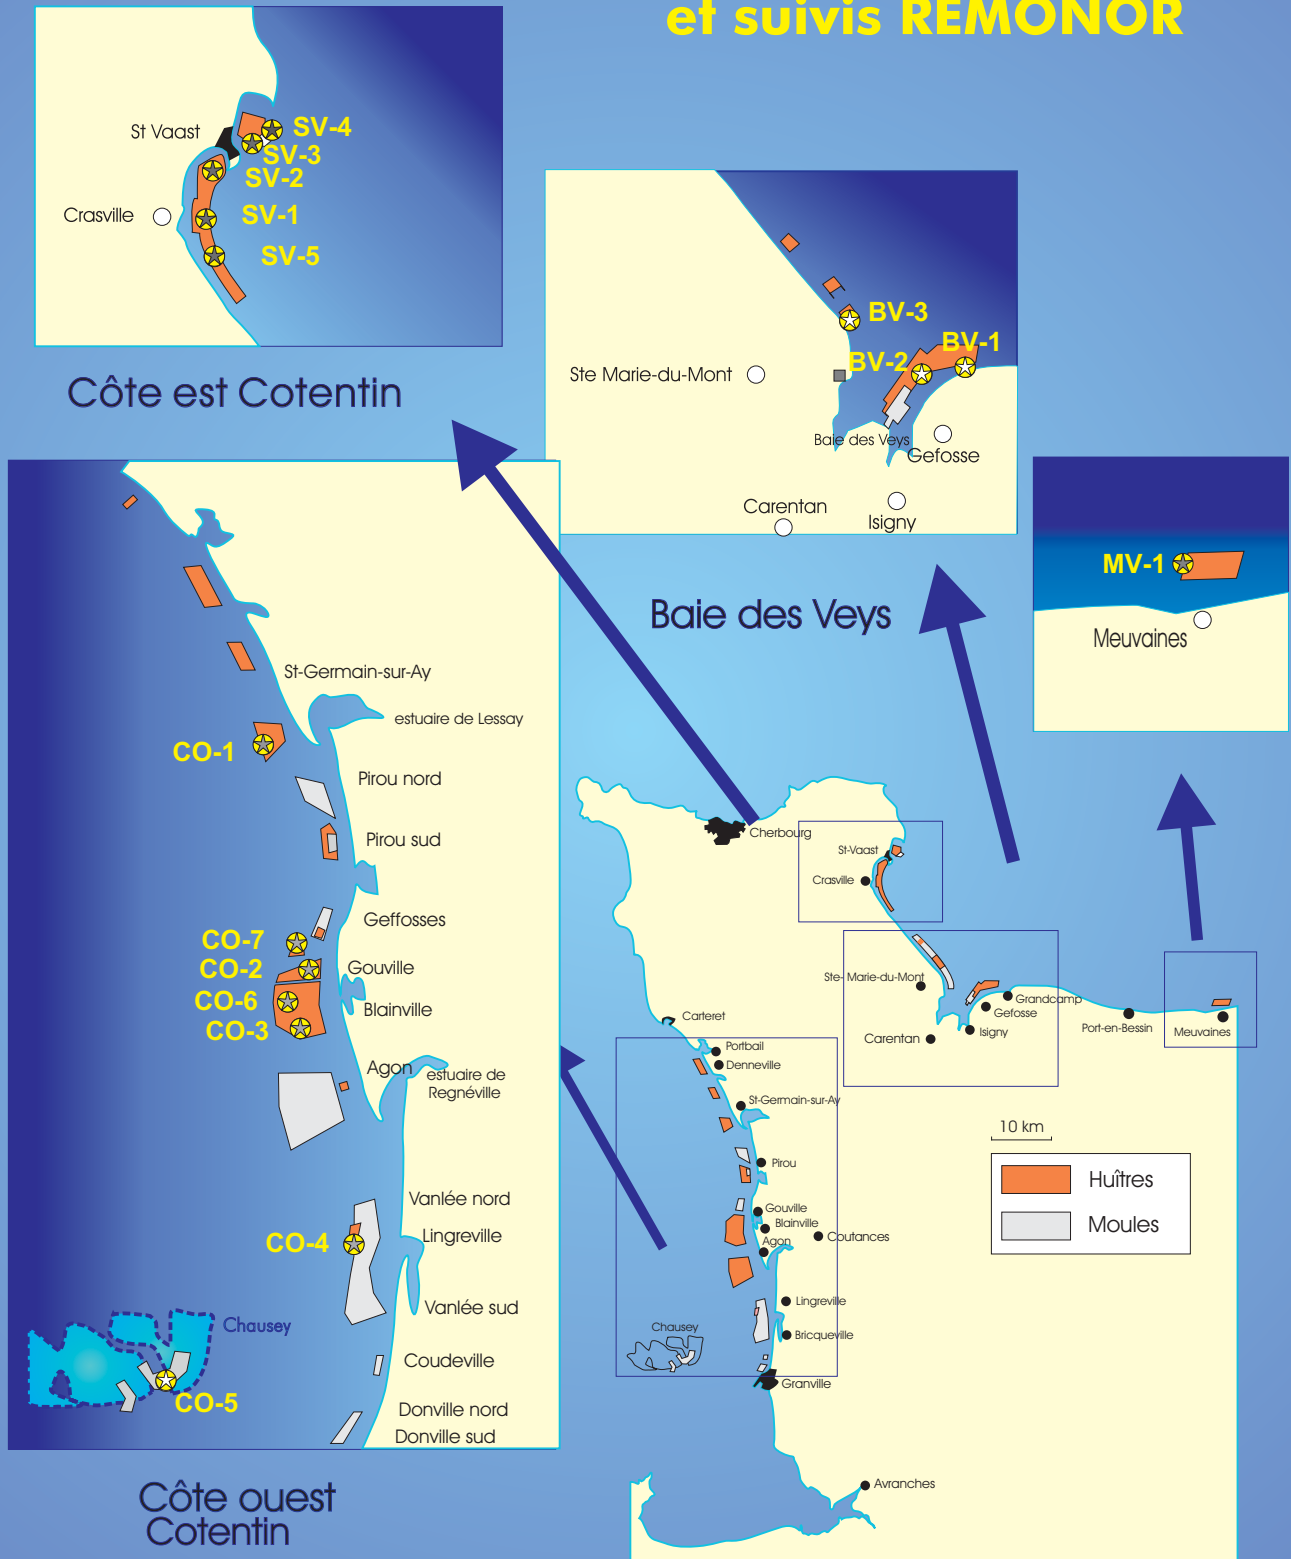 et suivis REMONOR
St Vaast
SV-4
SV-3
SV-2
Crasville
SV-1
SV-5
Côte est Cotentin
BV-3
BV-1
BV-2
Ste Marie-du-Mont
Baie des Veys
Gefosse
Carentan
Isigny
Baie des Veys
MV-1
Meuvaines
St-Germain-sur-Ay
estuaire de Lessay
CO-1
Pirou nord
Pirou sud
Geffosses
CO-7
CO-2
Gouville
CO-6
Blainville
CO-3
Agon
estuaire de
Regnéville
Vanlée nord
Lingreville
CO-4
Vanlée sud
Chausey
Coudeville
CO-5
Donville nord
Donville sud
Côte ouest
Cotentin
Cherbourg
St-Vaast
Crasville
Ste- Marie-du-Mont
Grandcamp
Gefosse
Isigny
Carentan
Port-en-Bessin
Meuvaines
Carteret
Portbail
Denneville
St-Germain-sur-Ay
Pirou
Gouville
Blainville
Agon
Coutances
Lingreville
Chausey
Bricqueville
Granville
Avranches
10 km
Huîtres
Moules